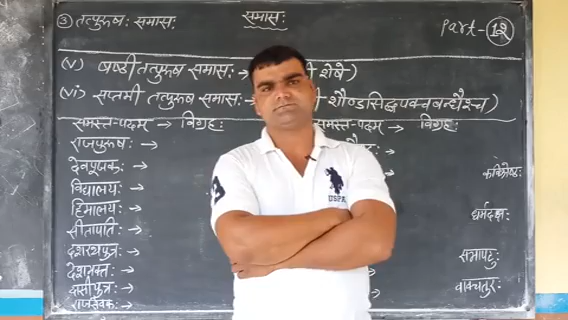 ③ तत्पुरुषः समासः
समासः
Part - 12
(v) षष्ठी तत्पुरुष समासः → शेषे)
(vi) सप्तमी तत्पुरुष समासः → शौण्डसिद्धपक्वबन्धैश्च)
समस्त-पदम् → विग्रहः
समस्त-पदम् → विग्रहः
राजपुरुषः →
देवपूजकः →
विद्यालयः →
हिमालयः →
सीतापतिः →
दशरथपुत्रः →
देशभक्तः →
दासीपुत्रः →
राजसेवकः →
कविश्रेष्ठः
धर्मदक्षः
सभापटुः
वाक्चतुरः
3
USPA